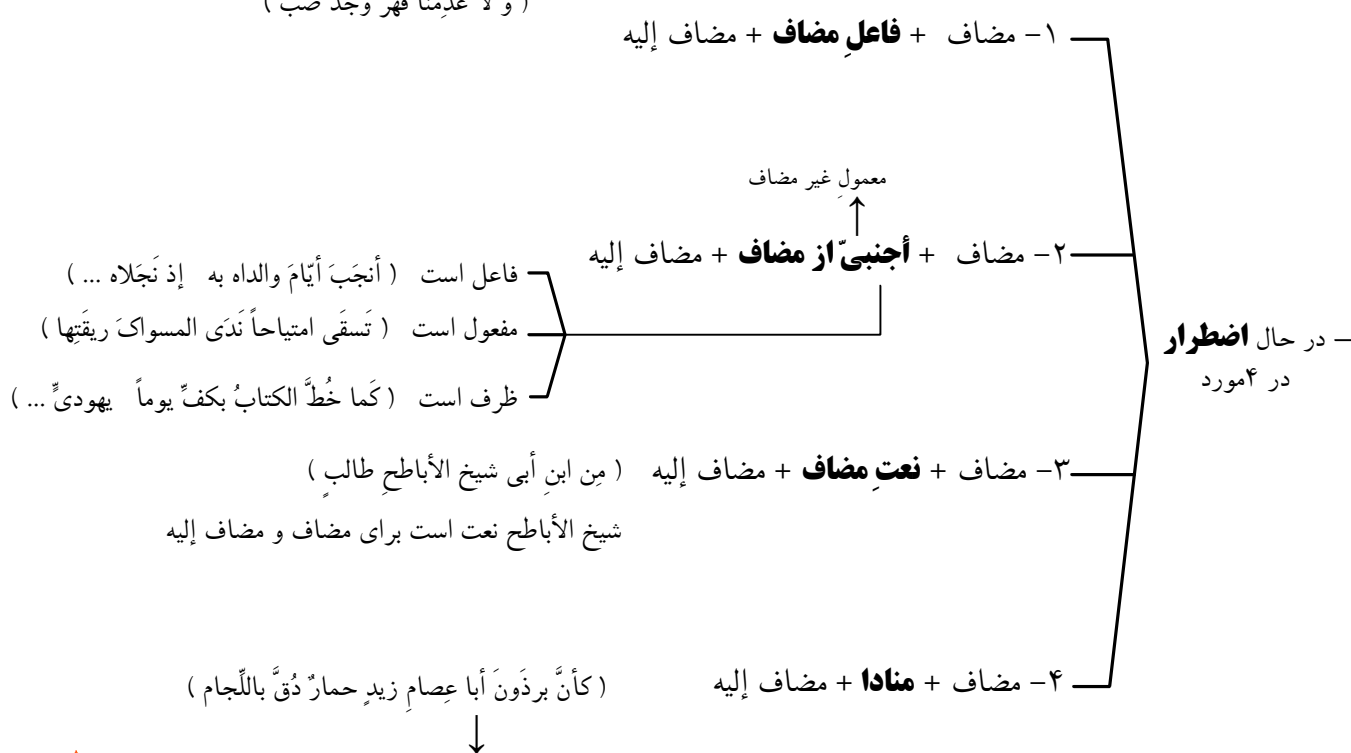 ( و لا عَدِمنا قهرَ وجدٌ صَبّ )
۱– مضاف + فاعلِ مضاف + مضاف إلیه
معمولِ غیر مضاف
۲– مضاف + أجنبیّ از مضاف + مضاف إلیه
فاعل است ( أنجَبَ أیّامَ والداه به إذ نَجَلاه ... )
مفعول است ( تَسقَی امتیاحاً نَدَی المسواکَ ریقَتِها )
ظرف است ( کَما خُطَّ الکتابُ بکفِّ یوماً یهودیٍّ ... )
– در حال اضطرار
در ۴مورد
۳– مضاف + نعتِ مضاف + مضاف إلیه ( مِن ابنِ أبی شیخ الأباطحِ طالبٍ )
شیخ الأباطح نعت است برای مضاف و مضاف إلیه
۴– مضاف + منادا + مضاف إلیه ( کأنَّ برذَونَ أبا عِصامِ زیدٍ حمارٌ دُقَّ باللِّجام )